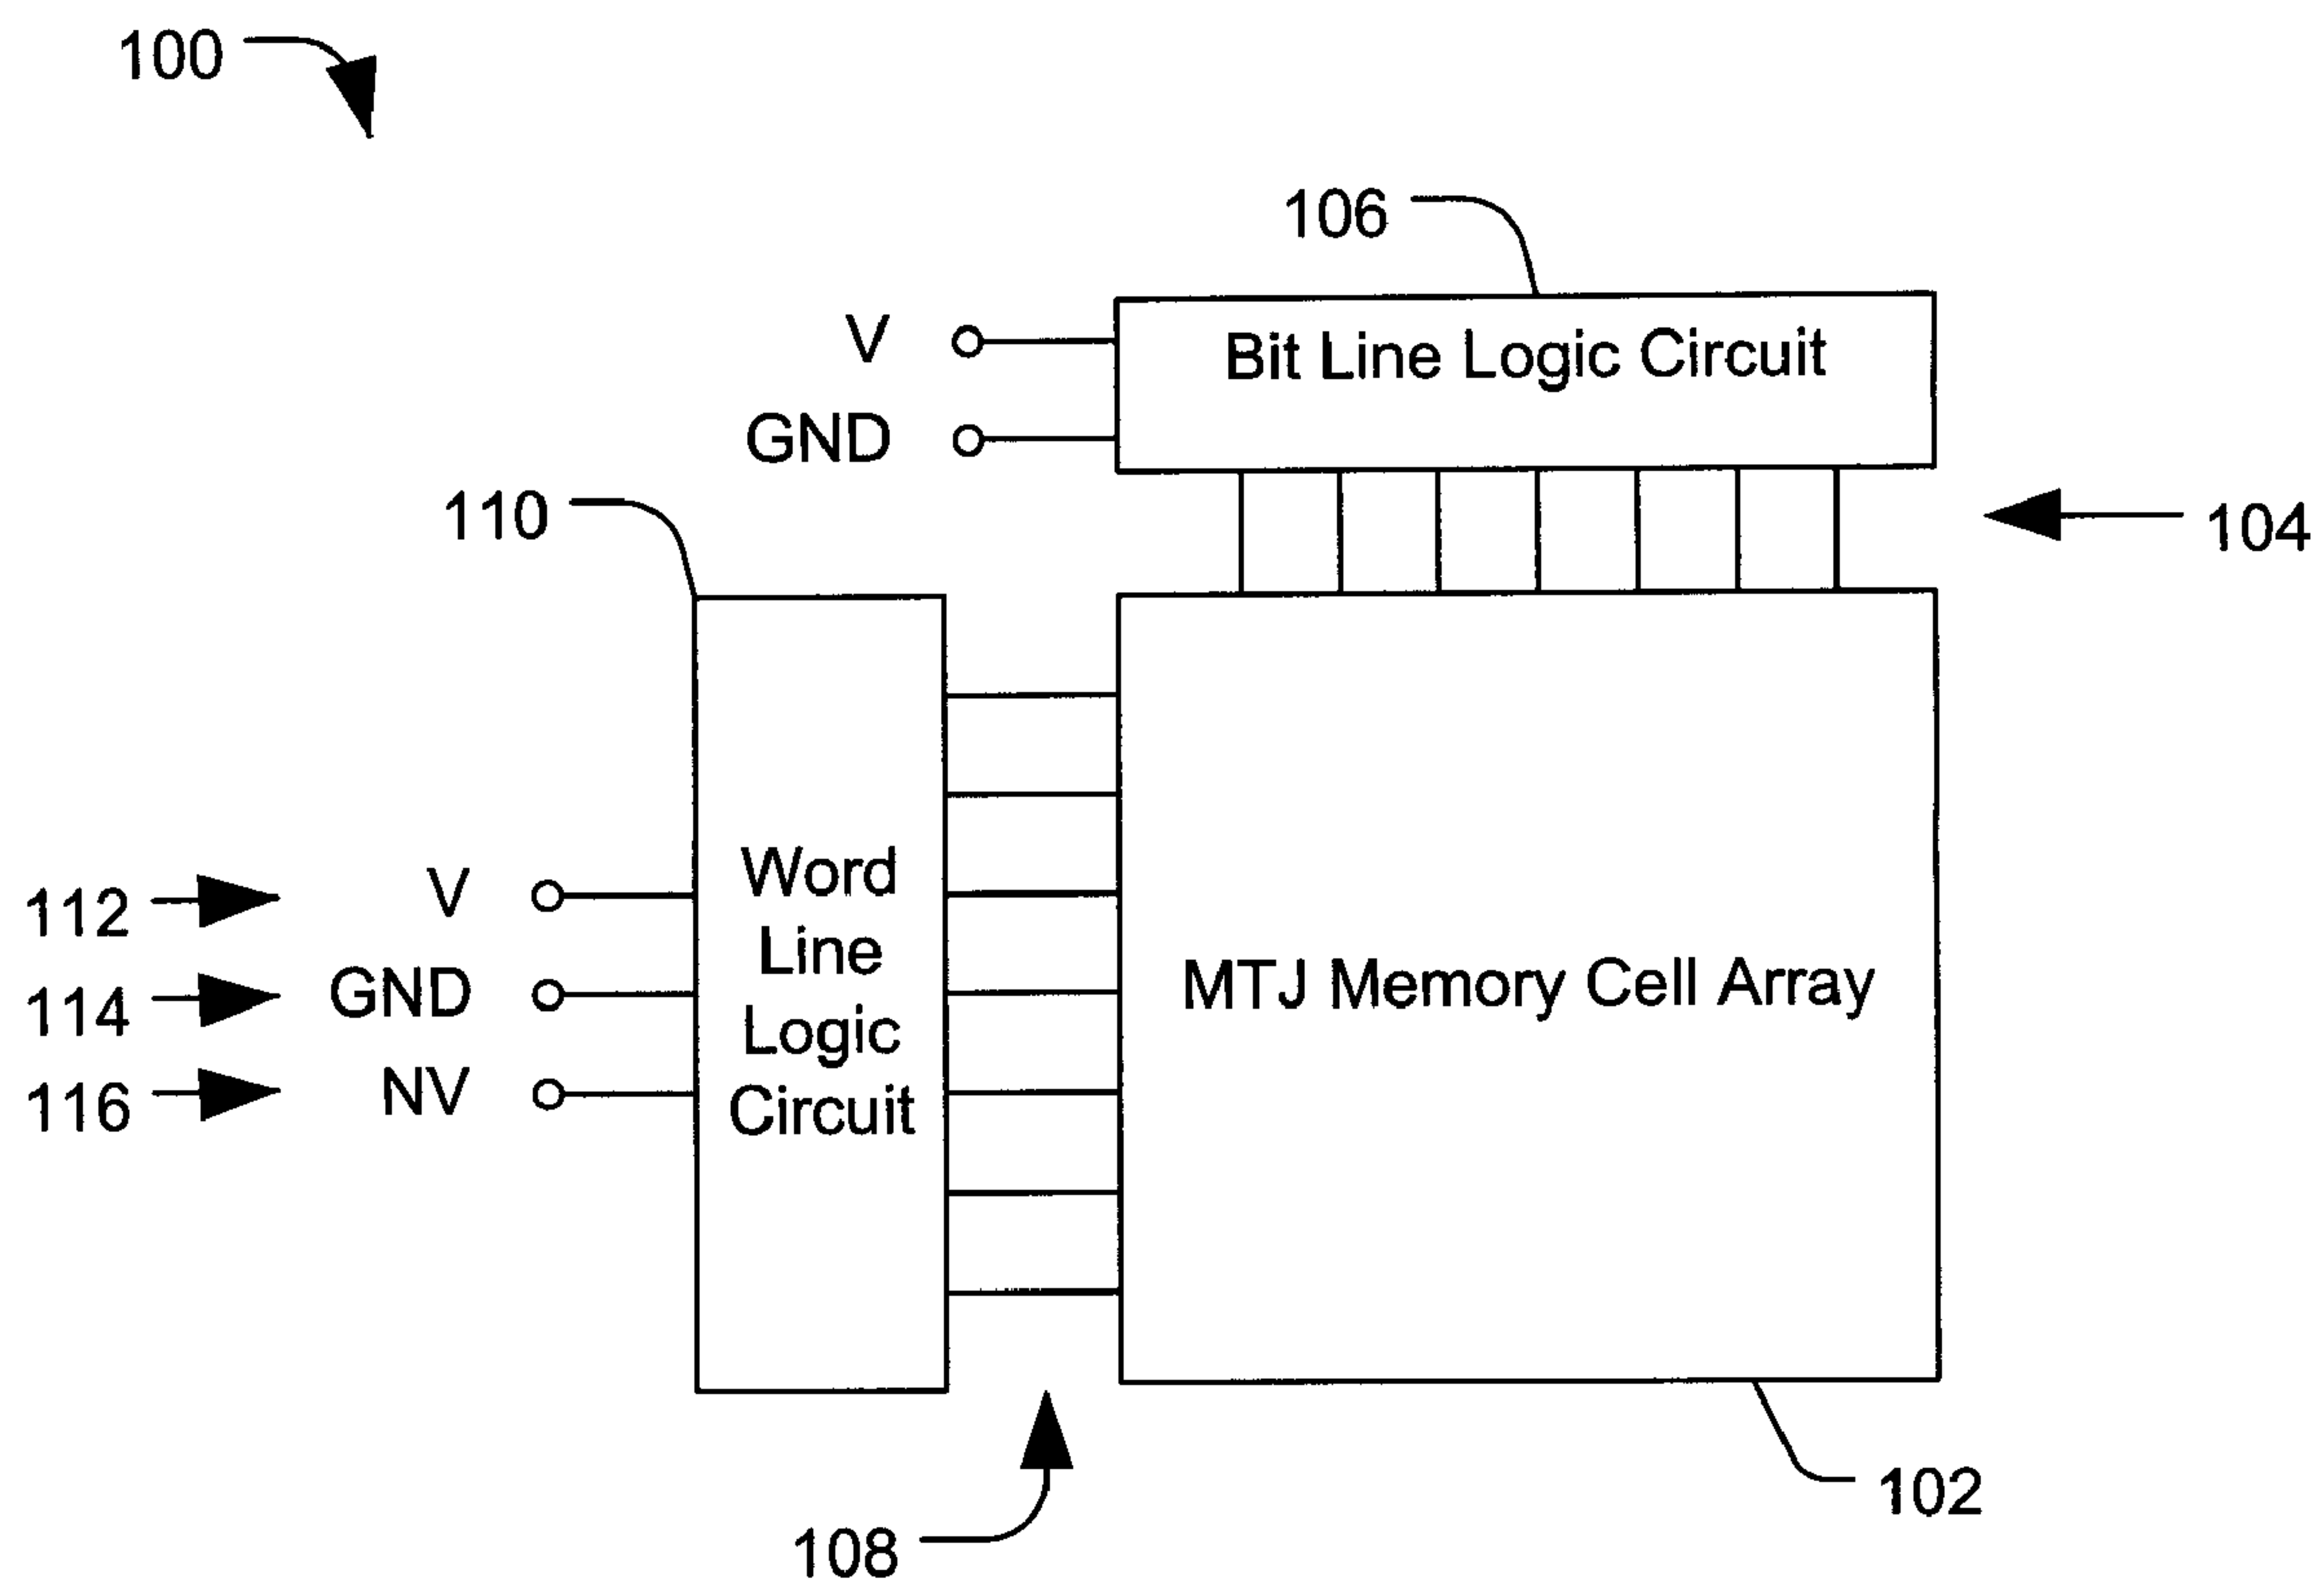 100
106
V
Bit Line Logic Circuit
GND
110
104
112
V
Word
Line
Logic
Circuit
114
GND
MTJ Memory Cell Array
116
NV
102
108